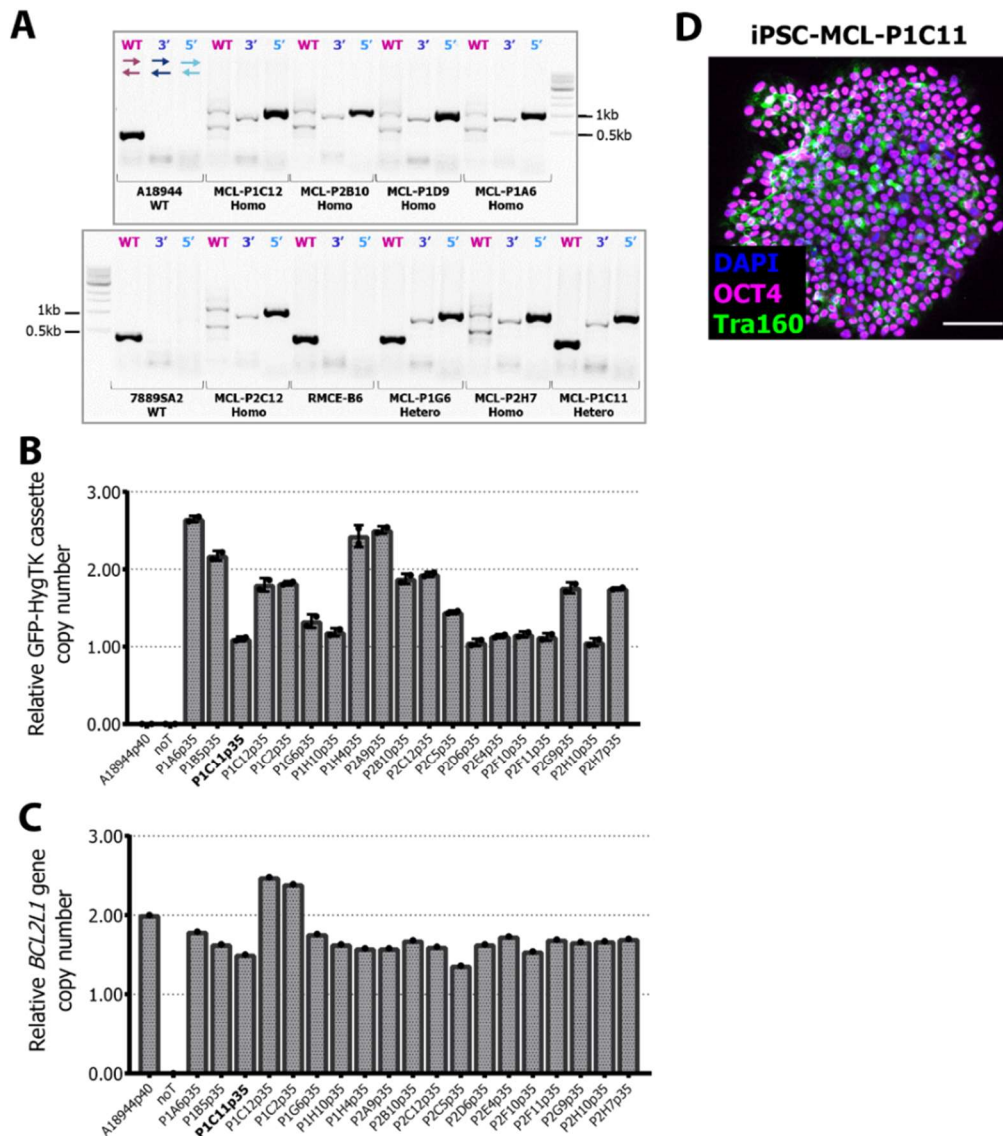 A
WT 3’ 5’ WT 3’ 5’ WT 3’ 5’ WT 3’ 5’ WT 3’ 5’
1kb
0.5kb
A18944 MCL-P1C12 MCL-P2B10 MCL-P1D9 MCL-P1A6
WT Homo Homo Homo Homo
WT 3’ 5’ WT 3’ 5’ WT 3’ 5’ WT 3’ 5’ WT 3’ 5’ WT 3’ 5’
1kb
0.5kb
7889SA2 MCL-P2C12 RMCE-B6 MCL-P1G6 MCL-P2H7 MCL-P1C11
WT Homo Hetero Homo Hetero
D
iPSC-MCL-P1C11
DAPI
OCT4
Tra160
B
Relative GFP-HygTK cassette
copy number
3.00
2.00
1.00
0.00
A18944p40 noT P1A6p35 P1B5p35 P1C11p35 P1C12p35 P1C2p35 P1G6p35 P1H10p35 P1H4p35 P2A9p35 P2B10p35 P2C12p35 P2C5p35 P2D6p35 P2E4p35 P2F10p35 P2F11p35 P2G9p35 P2H10p35 P2H7p35
C
Relative BCL2L1 gene
copy number
3.00
2.00
1.00
0.00
A18944p40 noT P1A6p35 P1B5p35 P1C11p35 P1C12p35 P1C2p35 P1G6p35 P1H10p35 P1H4p35 P2A9p35 P2B10p35 P2C12p35 P2C5p35 P2D6p35 P2E4p35 P2F10p35 P2F11p35 P2G9p35 P2H10p35 P2H7p35